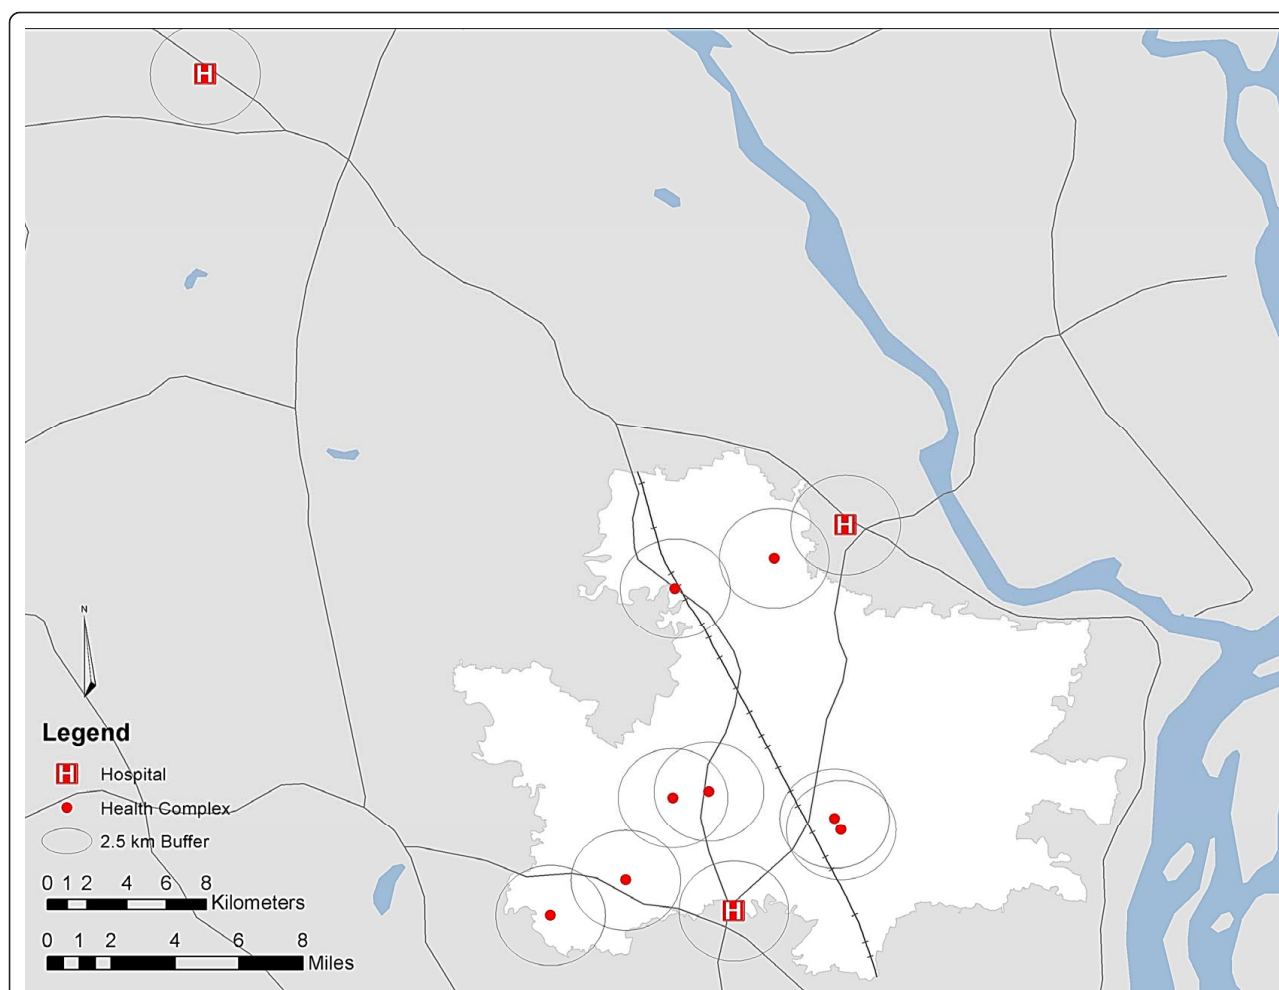 H
H
N
Legend
H Hospital
Health Complex
2.5 km Buffer
0 1 2 4 6 8
Kilometers
0 1 2 4 6 8
Miles
H